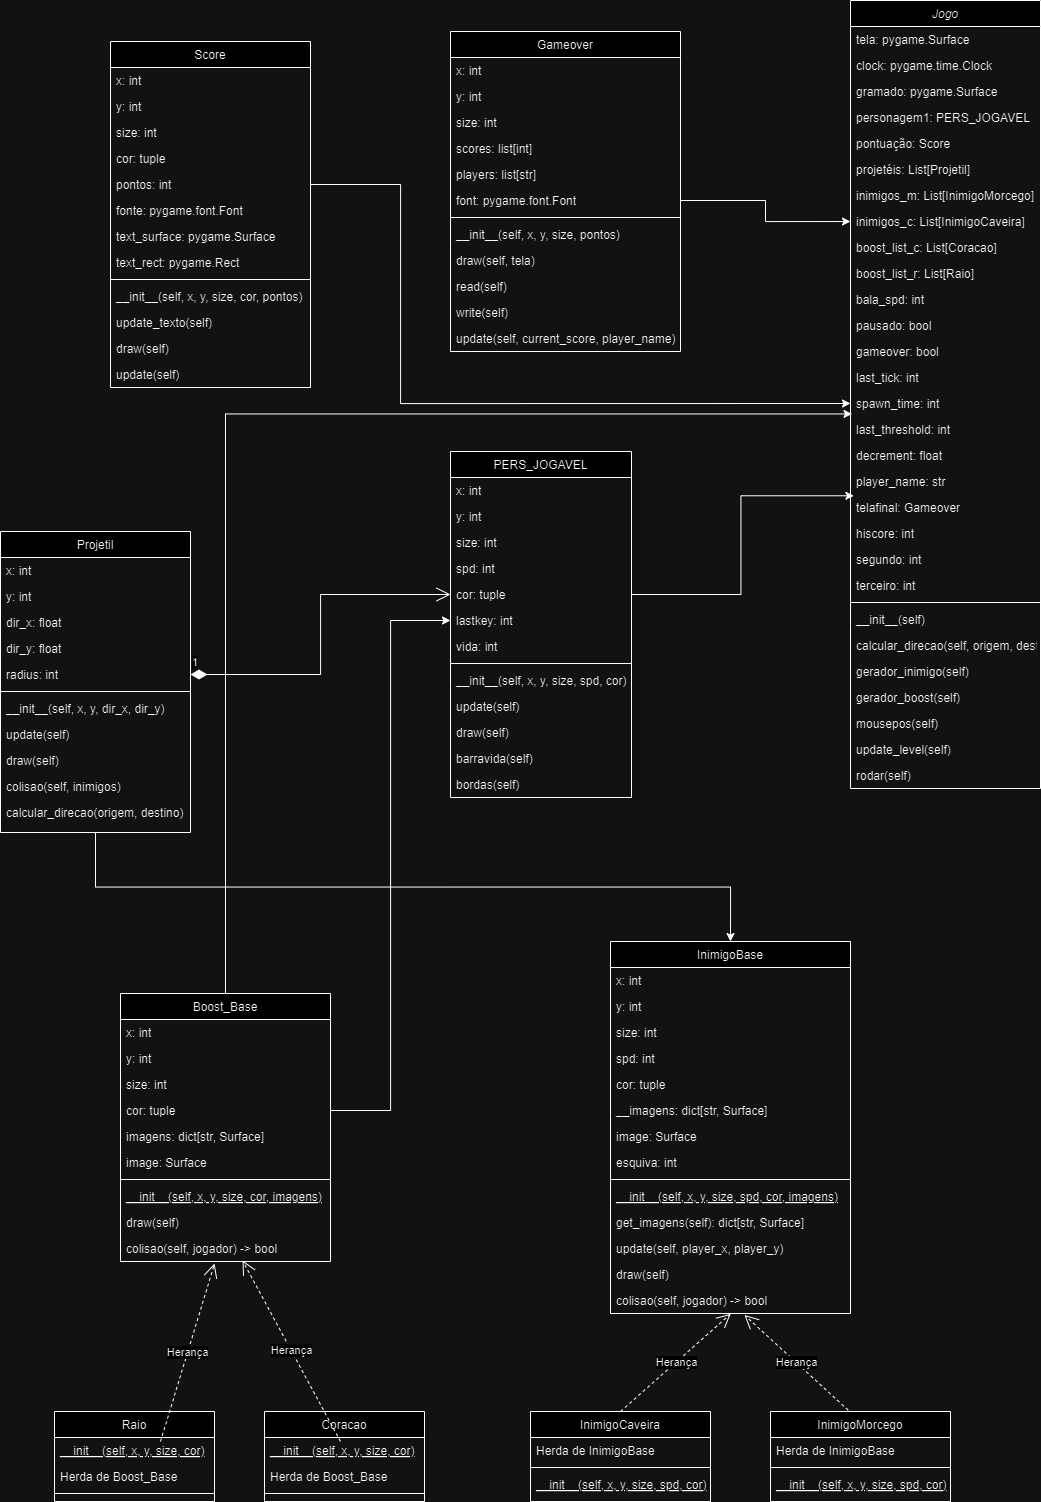 Score
x: int
y: int
size: int
cor: tuple
pontos: int
fonte: pygame.font.Font
text_surface: pygame.Surface
text_rect: pygame.Rect
__init__(self, x, y, size, cor, pontos)
update_texto(self)
draw(self)
update(self)
Gameover
x: int
y: int
size: int
scores: list[int]
players: list[str]
font: pygame.font.Font
__init__(self, x, y, size, pontos)
draw(self, tela)
read(self)
write(self)
update(self, current_score, player_name)
Jogo
tela: pygame.Surface
clock: pygame.time.Clock
gramado: pygame.Surface
personagem1: PERS_JOGAVEL
pontuação: Score
projetéis: List[Projetil]
inimigos_m: List[InimigoMorcego]
inimigos_c: List[InimigoCaveira]
boost_list_c: List[Coracao]
boost_list_r: List[Raio]
bala_spd: int
pausado: bool
gameover: bool
last_tick: int
spawn_time: int
last_threshold: int
decrement: float
player_name: str
telafinal: Gameover
hiscore: int
segundo: int
terceiro: int
__init__(self)
calcular_direcao(self, origem, des
gerador_inimigo(self)
gerador_boost(self)
mousepos(self)
update_level(self)
rodar(self)
PERS_JOGAVEL
x: int
y: int
size: int
spd: int
cor: tuple
lastkey: int
vida: int
__init__(self, x, y, size, spd, cor)
update(self)
draw(self)
barravida(self)
bordas(self)
Projetil
x: int
y: int
dir_x: float
dir_y: float
radius: int
1
__init__(self, x, y, dir_x, dir_y)
update(self)
draw(self)
colisao(self, inimigos)
calcular_direcao(origem, destino)
Boost_Base
x: int
y: int
size: int
cor: tuple
imagens: dict[str, Surface]
image: Surface
__init__(self, x, y, size, cor, imagens)
draw(self)
colisao(self, jogador) -> bool
InimigoBase
x: int
y: int
size: int
spd: int
cor: tuple
__imagens: dict[str, Surface]
image: Surface
esquiva: int
__init__(self, x, y, size, spd, cor, imagens)
get_imagens(self): dict[str, Surface]
update(self, player_x, player_y)
draw(self)
colisao(self, jogador) -> bool
Herança
Herança
Herança
Herança
Raio
__init__(self, x, y, size, cor)
Herda de Boost_Base
Coracao
__init__(self, x, y, size, cor)
Herda de Boost_Base
InimigoCaveira
Herda de InimigoBase
__init__(self, x, y, size, spd, cor)
InimigoMorcego
Herda de InimigoBase
__init__(self, x, y, size, spd, cor)